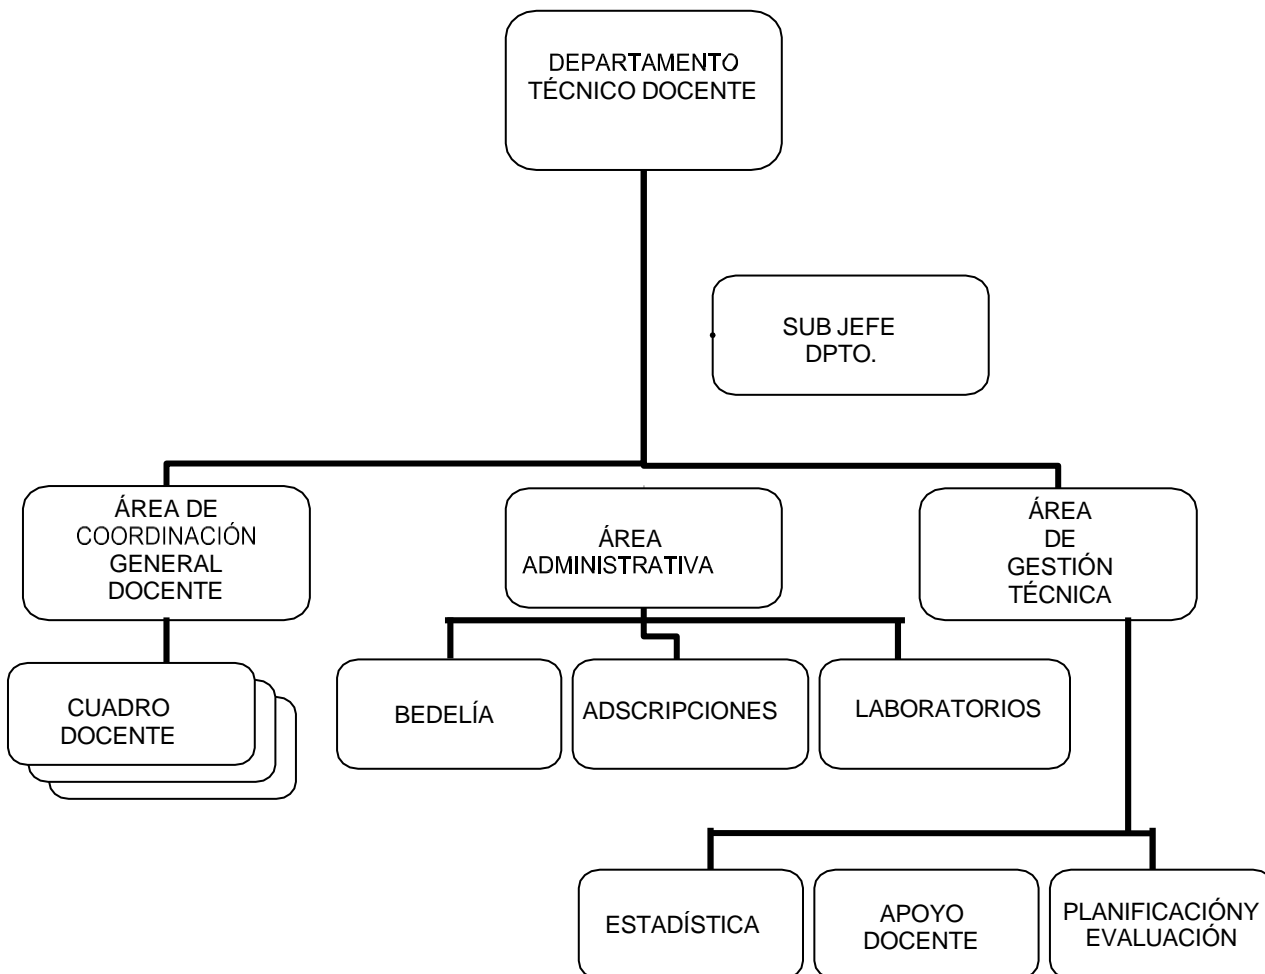 DEPARTAMENTO
TÉCNICO DOCENTE
SUB JEFE
DPTO.
ÁREA DE
COORDINACIÓN
GENERAL
DOCENTE
ÁREA
ADMINISTRATIVA
ÁREA
DE
GESTIÓN
TÉCNICA
CUADRO
DOCENTE
BEDELÍA
ADSCRIPCIONES
LABORATORIOS
ESTADÍSTICA
APOYO
DOCENTE
PLANIFICACIÓNY
EVALUACIÓN